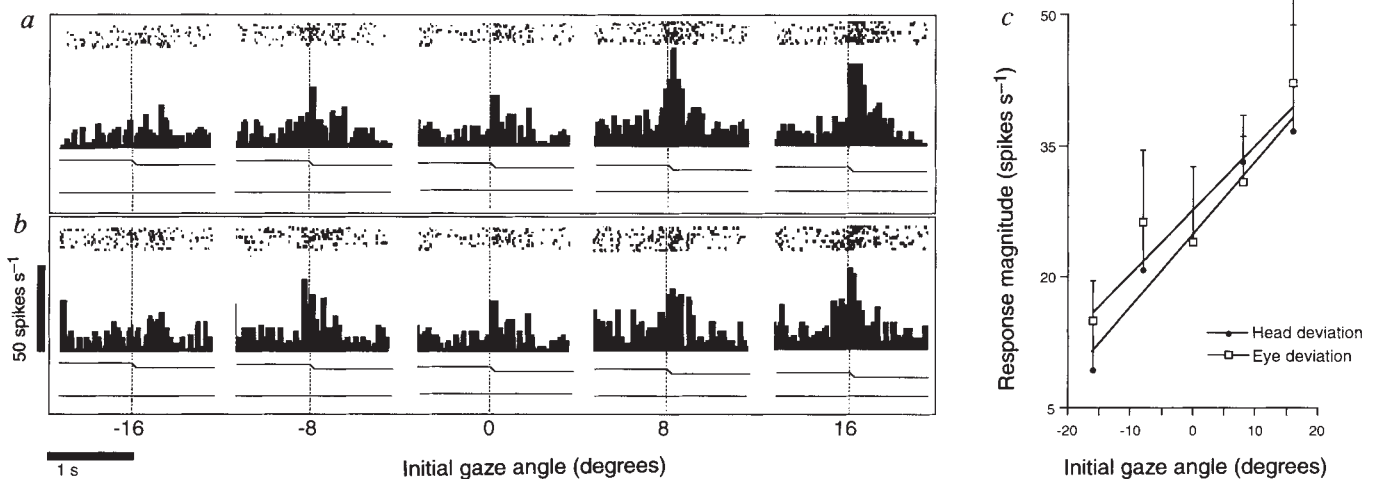 a
b
50 spikes s⁻¹
-16 -8 0 8 16
1 s
Initial gaze angle (degrees)
c
50
35
20
5
Response magnitude (spikes s⁻¹)
Head deviation
Eye deviation
-20 -10 0 10 20
Initial gaze angle (degrees)